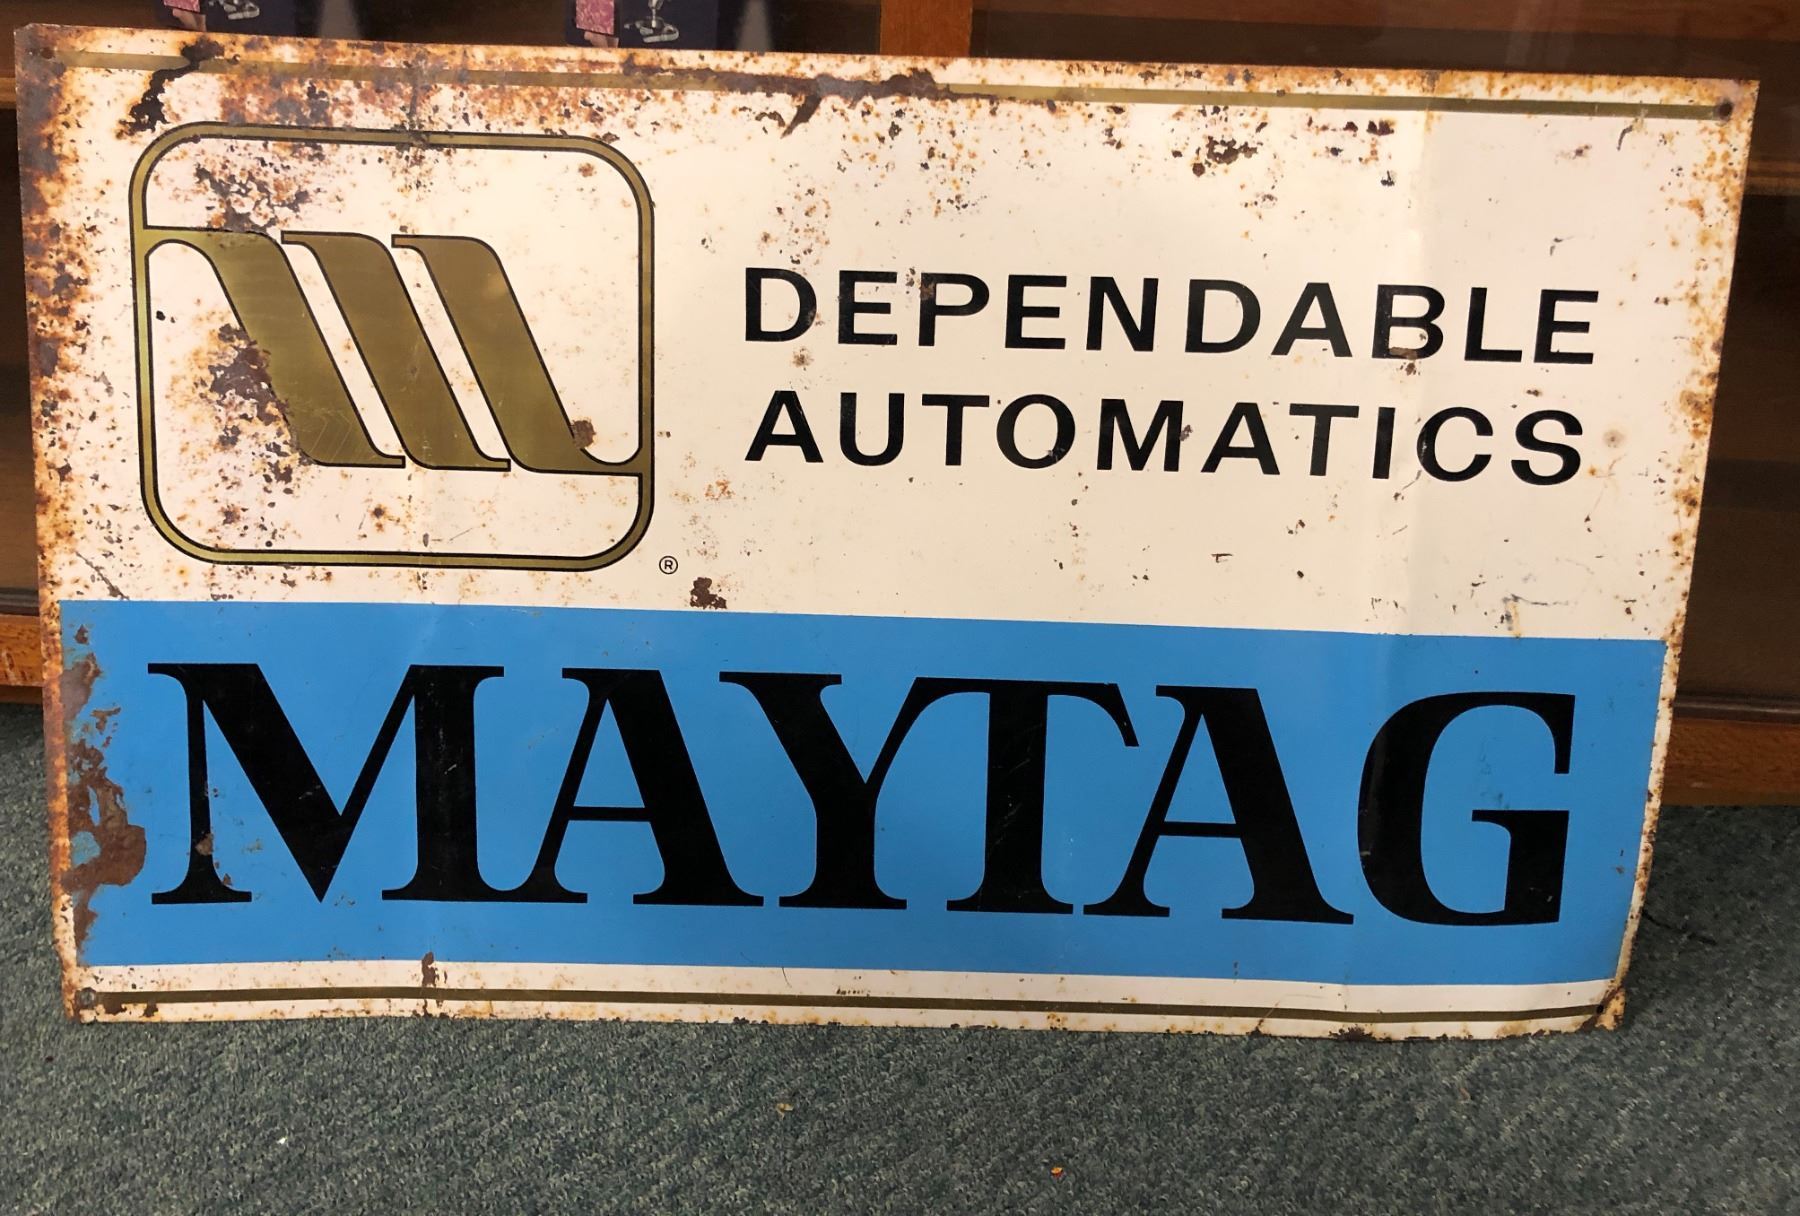 DEPENDABLE
AUTOMATICS
®
MAYTAG